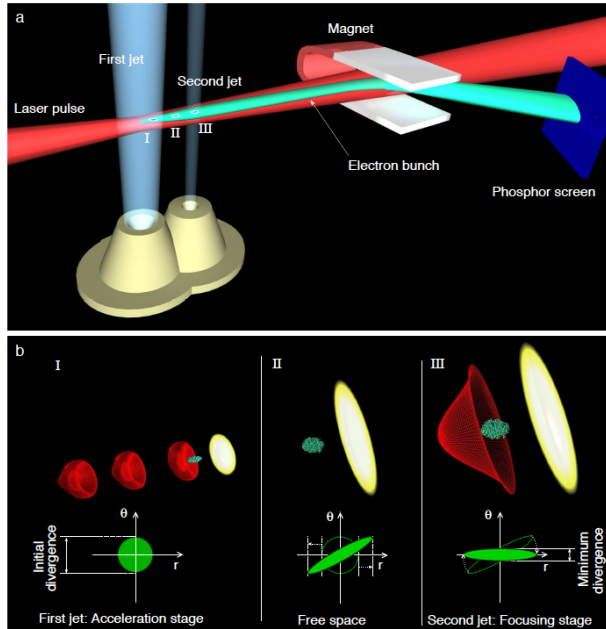 a
Magnet
First jet
Second jet
Laser pulse
I
II
III
Electron bunch
Phosphor screen
b
I
II
III
θ
θ
θ
Initial
divergence
r
r
r
Minimum
divergence
First jet: Acceleration stage
Free space
Second jet: Focusing stage